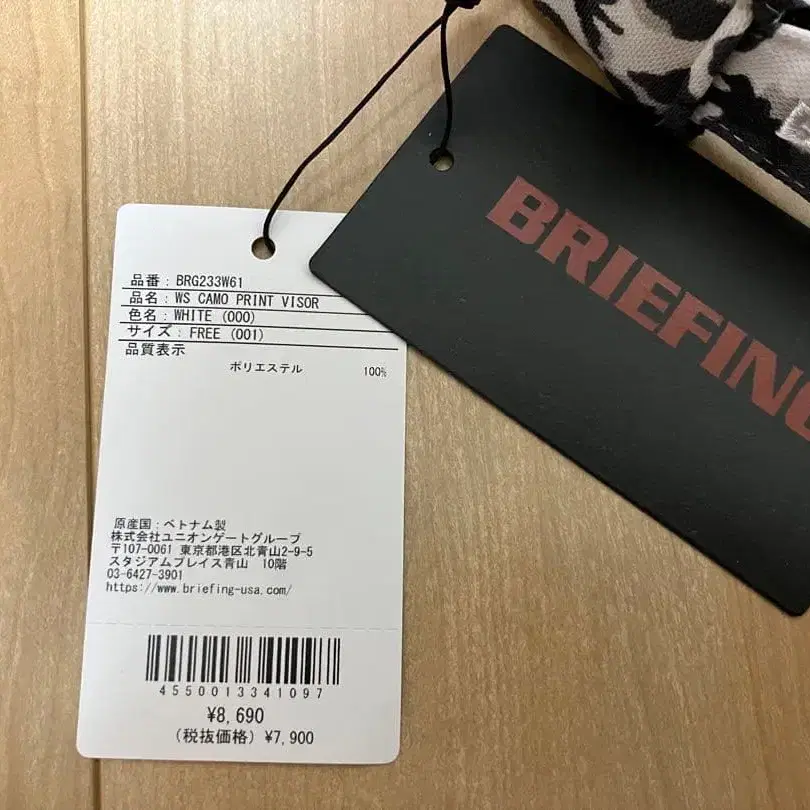 品番：BRG233W61
品名：WS CAMO PRINT VISOR
色名：WHITE (000)
サイズ：FREE (001)
品質表示
ポリエステル 100%
原産国：ベトナム製
株式会社ユニオンゲートグループ
〒107-0061 東京都港区北青山2-9-5
スタジアムプレイス青山 10階
03-6427-3901
https://www.briefing-usa.com/
4550013341097
¥8,690
(税抜価格) ¥7,900
BRIEFING